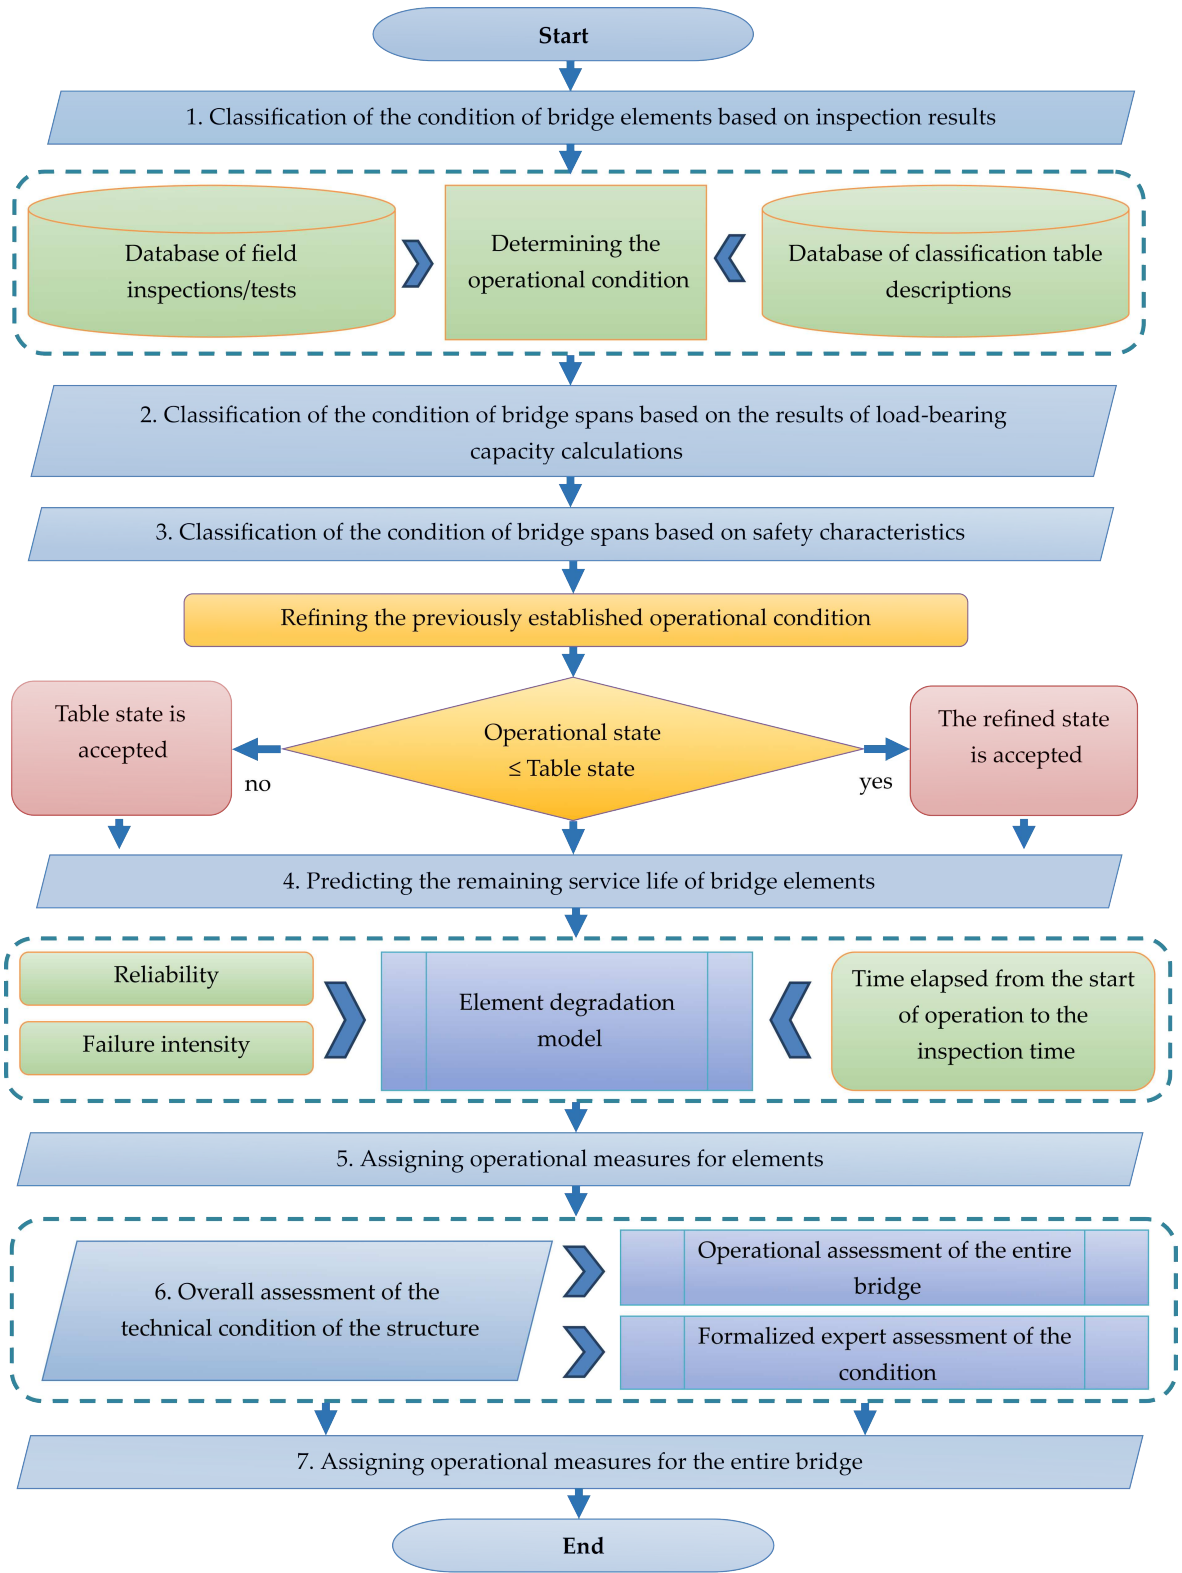 Start
1. Classification of the condition of bridge elements based on inspection results
Database of field
inspections/tests
Determining the
operational condition
Database of classification table
descriptions
2. Classification of the condition of bridge spans based on the results of load-bearing
capacity calculations
3. Classification of the condition of bridge spans based on safety characteristics
Refining the previously established operational condition
Table state is
accepted
no
Operational state
≤ Table state
yes
The refined state
is accepted
4. Predicting the remaining service life of bridge elements
Reliability
Failure intensity
Element degradation
model
Time elapsed from the start
of operation to the
inspection time
5. Assigning operational measures for elements
6. Overall assessment of the
technical condition of the structure
Operational assessment of the entire
bridge
Formalized expert assessment of the
condition
7. Assigning operational measures for the entire bridge
End